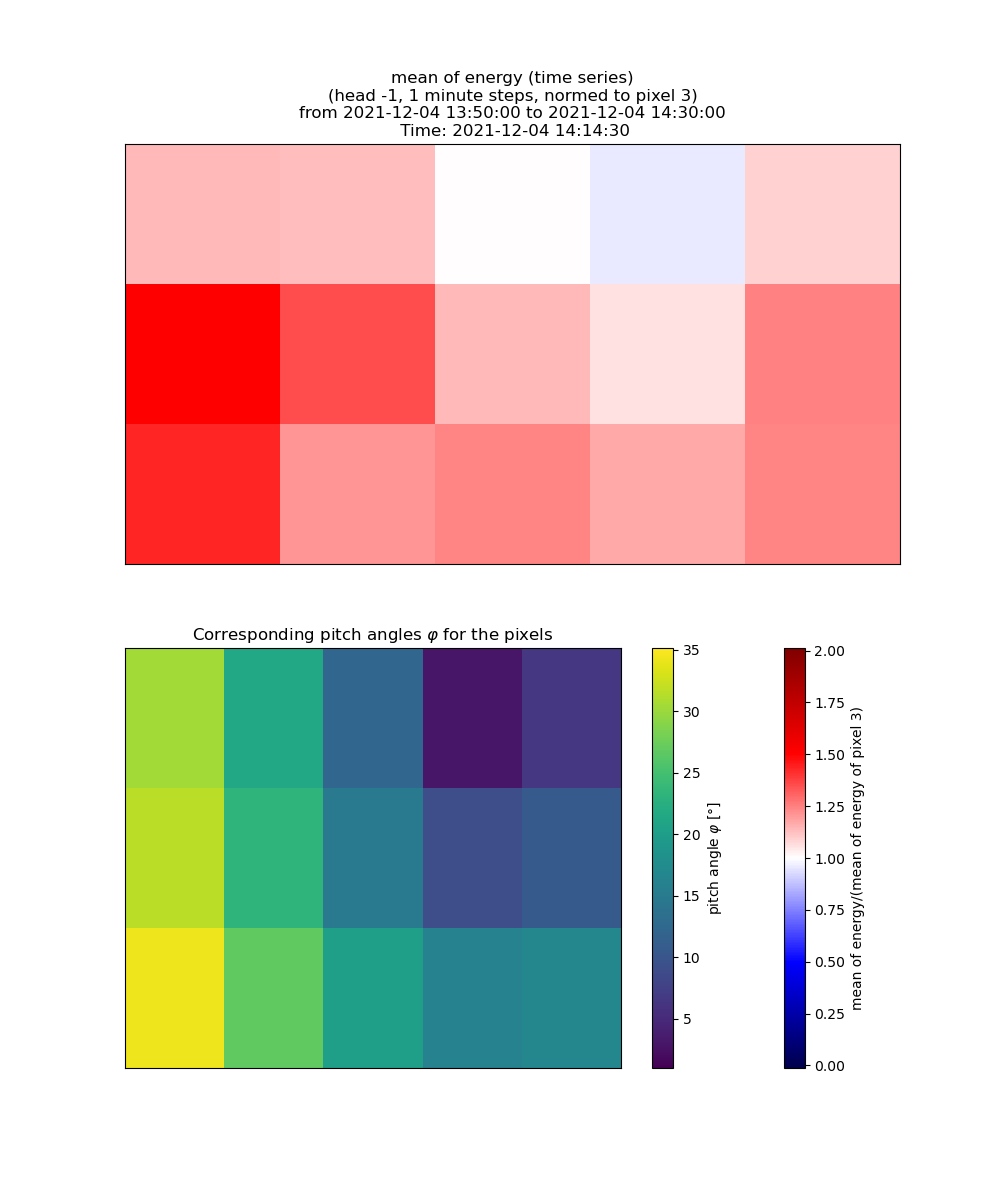 mean of energy (time series)
(head -1, 1 minute steps, normed to pixel 3)
from 2021-12-04 13:50:00 to 2021-12-04 14:30:00
Time: 2021-12-04 14:14:30
Corresponding pitch angles φ for the pixels
35
30
25
20
15
10
5
pitch angle φ [°]
2.00
1.75
1.50
1.25
1.00
0.75
0.50
0.25
0.00
mean of energy/(mean of energy of pixel 3)